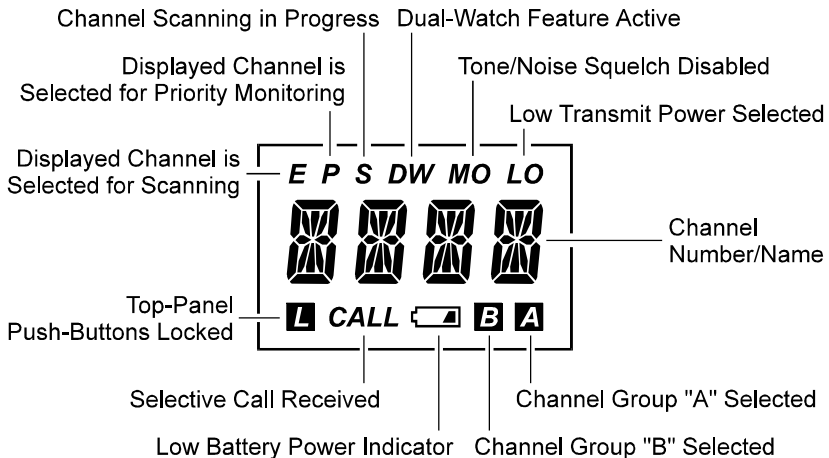 Channel Scanning in Progress
Dual-Watch Feature Active
Displayed Channel is
Selected for Priority Monitoring
Tone/Noise Squelch Disabled
Low Transmit Power Selected
Displayed Channel is
Selected for Scanning
E P S DW MO LO
Channel
Number/Name
Top-Panel
Push-Buttons Locked
L CALL B A
Selective Call Received
Channel Group "A" Selected
Low Battery Power Indicator
Channel Group "B" Selected